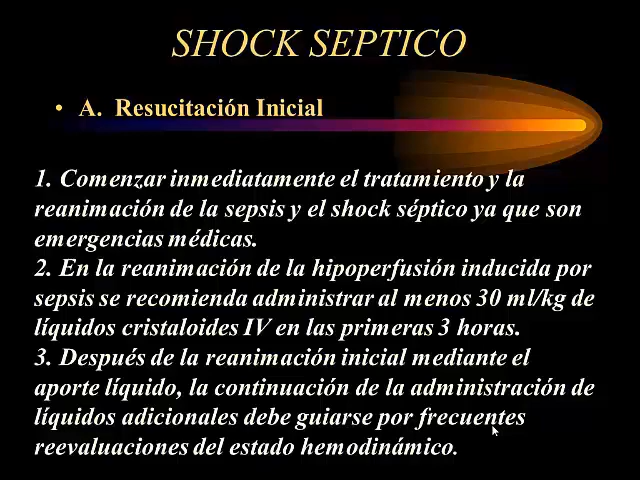 SHOCK SEPTICO
• A. Resucitación Inicial
1. Comenzar inmediatamente el tratamiento y la
reanimación de la sepsis y el shock séptico ya que son
emergencias médicas.
2. En la reanimación de la hipoperfusión inducida por
sepsis se recomienda administrar al menos 30 ml/kg de
líquidos cristaloides IV en las primeras 3 horas.
3. Después de la reanimación inicial mediante el
aporte líquido, la continuación de la administración de
líquidos adicionales debe guiarse por frecuentes
reevaluaciones del estado hemodinámico.